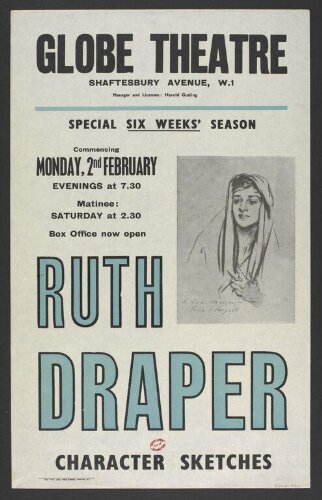 GLOBE THEATRE
SHAFTESBURY AVENUE, W.1
Manager and Licensee: Harold Gosling
SPECIAL SIX WEEKS' SEASON
Commencing
MONDAY, 2nd FEBRUARY
EVENINGS at 7.30
Matinee:
SATURDAY at 2.30
Box Office now open
RUTH
DRAPER
CHARACTER SKETCHES